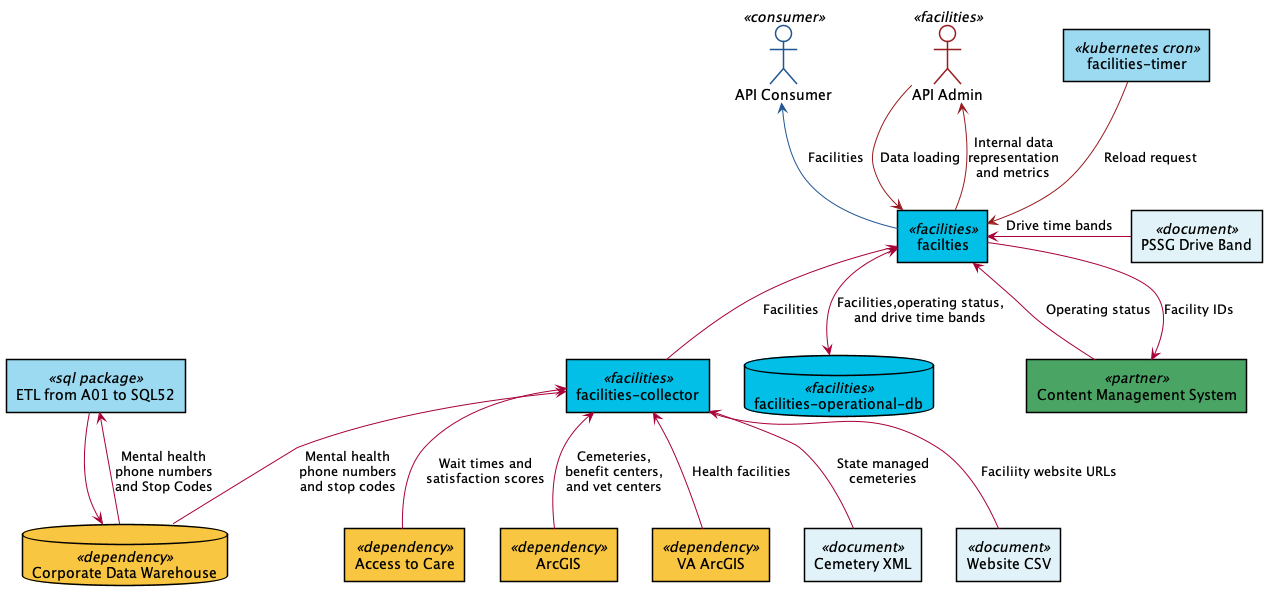 «consumer»
API Consumer
«facilities»
API Admin
«kubernetes cron»
facilities-timer
Facilities
Data loading
Internal data
representation
and metrics
Reload request
«facilities»
facilties
Drive time bands
«document»
PSSG Drive Band
Facilities
Facilities,operating status,
and drive time bands
Operating status
Facility IDs
«sql package»
ETL from A01 to SQL52
«facilities»
facilities-collector
«facilities»
facilities-operational-db
«partner»
Content Management System
Mental health
phone numbers
and Stop Codes
Mental health
phone numbers
and stop codes
Wait times and
satisfaction scores
Cemeteries,
benefit centers,
and vet centers
Health facilities
State managed
cemeteries
Faciliity website URLs
«dependency»
Corporate Data Warehouse
«dependency»
Access to Care
«dependency»
ArcGIS
«dependency»
VA ArcGIS
«document»
Cemetery XML
«document»
Website CSV